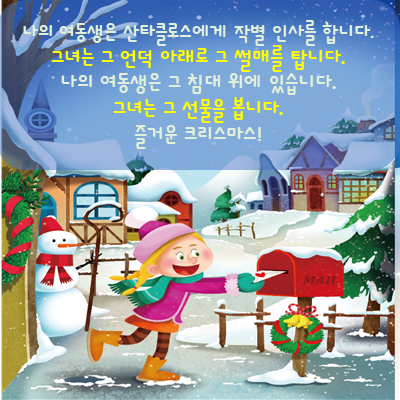 나의 여동생은 산타클로스에게 작별 인사를 합니다.
그녀는 그 언덕 아래로 그 썰매를 탑니다.
나의 여동생은 그 침대 위에 있습니다.
그녀는 그 선물을 봅니다.
즐거운 크리스마스!
MAIL